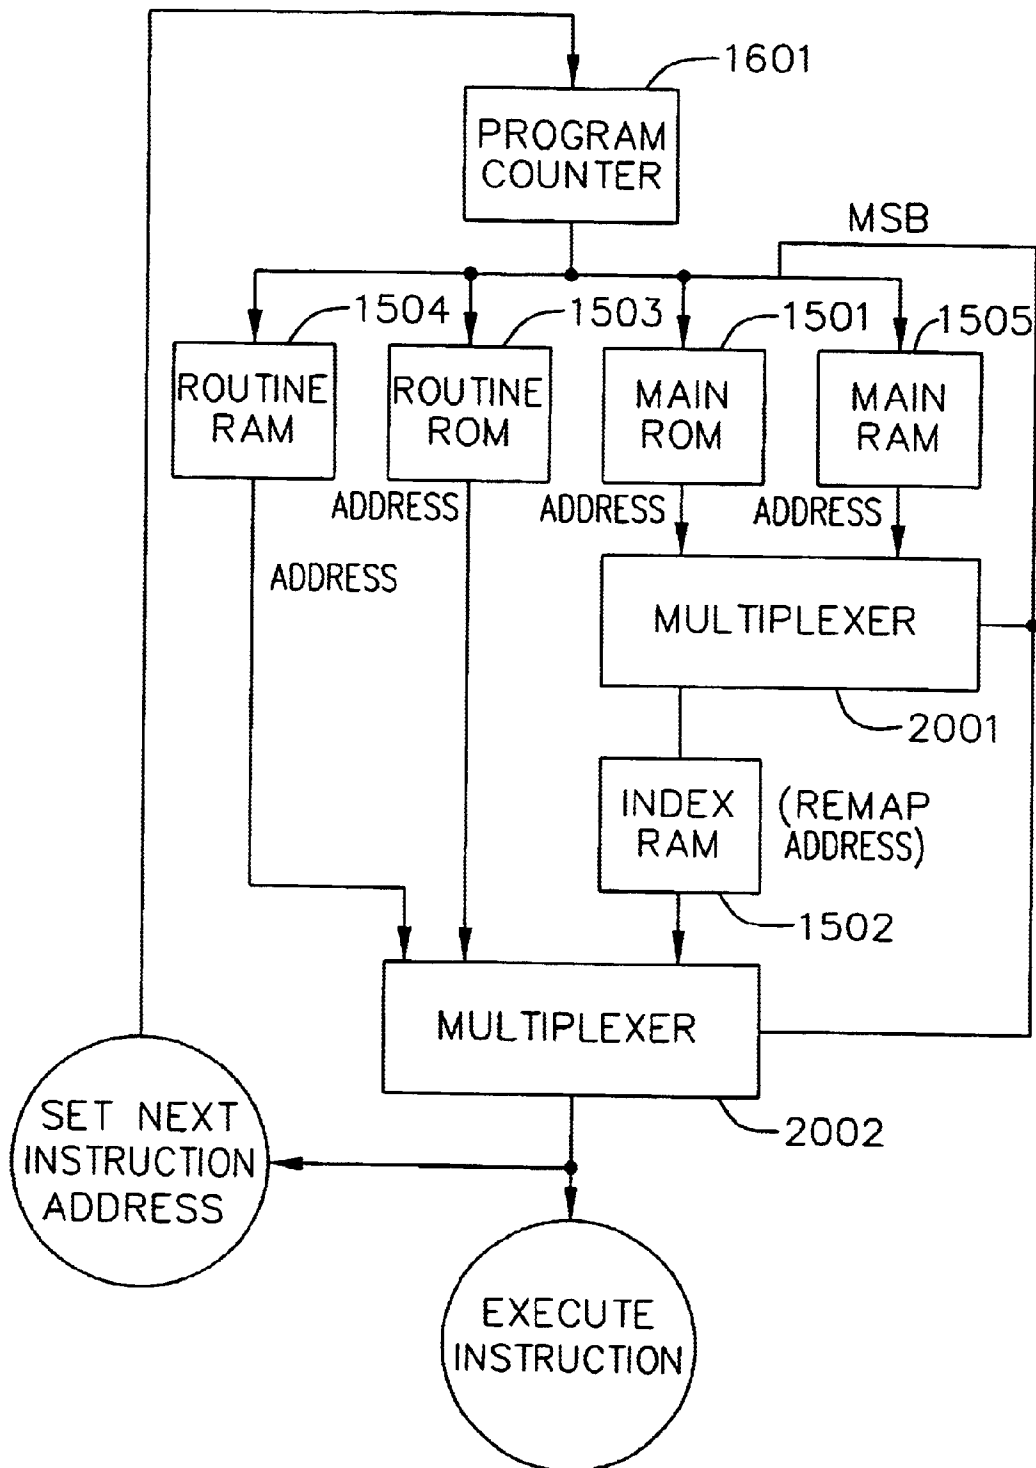 1601
PROGRAM
COUNTER
MSB
1504
1503
1501
1505
ROUTINE
RAM
ROUTINE
ROM
MAIN
ROM
MAIN
RAM
ADDRESS
ADDRESS
ADDRESS
ADDRESS
MULTIPLEXER
2001
INDEX
RAM
(REMAP
ADDRESS)
1502
MULTIPLEXER
2002
SET NEXT
INSTRUCTION
ADDRESS
EXECUTE
INSTRUCTION